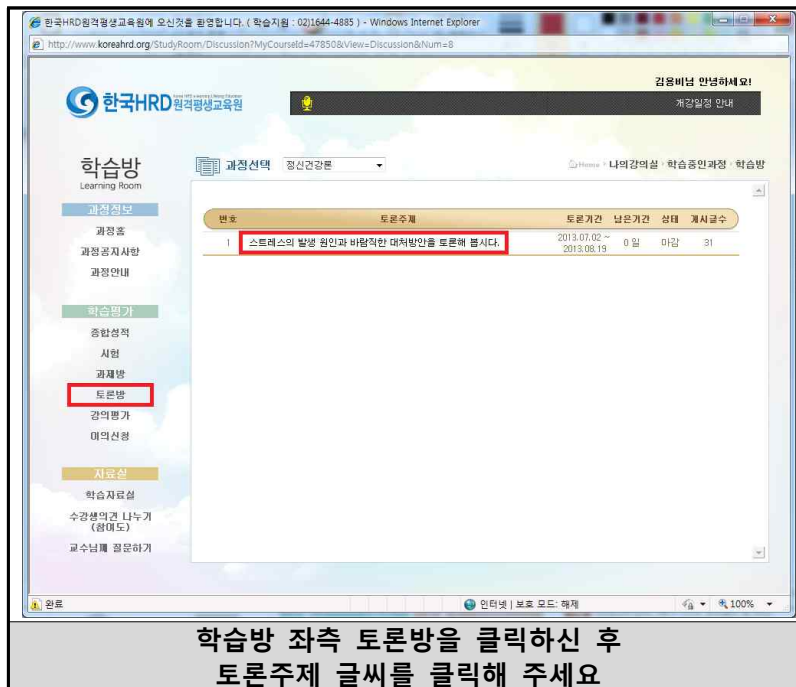 한국HRD원격평생교육원에 오신것을 환영합니다. ( 학습지원 : 02)1644-4885 ) - Windows Internet Explorer
http://www.koreahrd.org/StudyRoom/Discussion?MyCourseId=47850&View=Discussion&Num=8
김용비님 안녕하세요!
한국HRD원격평생교육원
개강일정 안내
학습방
Learning Room
과정선택 정신건강론
Home 나의강의실 학습중인과정 학습방
과정정보
과정홈
과정공지사항
과정안내
학습평가
종합성적
시험
과제방
토론방
강의평가
이의신청
자료실
학습자료실
수강생의견 나누기
(참여도)
교수님께 질문하기
번호 토론주제 토론기간 남은기간 상태 게시글수
1 스트레스의 발생 원인과 바람직한 대처방안을 토론해 봅시다. 2013.07.02 ~ 2013.08.19 0 일 마감 31
완료 인터넷 | 보호 모드: 해제 100%
학습방 좌측 토론방을 클릭하신 후
토론주제 글씨를 클릭해 주세요